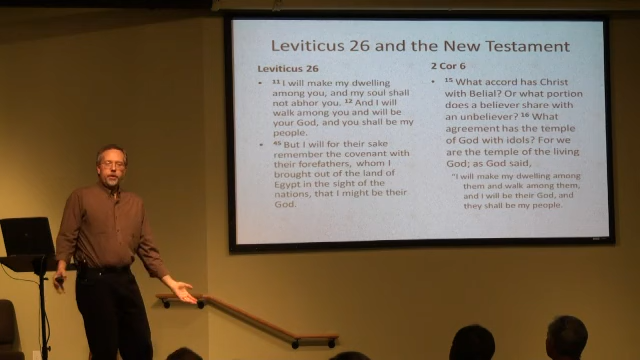 Leviticus 26 and the New Testament
Leviticus 26
• ¹¹ I will make my dwelling
among you, and my soul shall
not abhor you. ¹² And I will
walk among you and will be
your God, and you shall be my
people.
• ⁴⁵ But I will for their sake
remember the covenant with
their forefathers, whom I
brought out of the land of
Egypt in the sight of the
nations, that I might be their
God.
2 Cor 6
• ¹⁵ What accord has Christ
with Belial? Or what portion
does a believer share with
an unbeliever? ¹⁶ What
agreement has the temple
of God with idols? For we
are the temple of the living
God; as God said,
"I will make my dwelling among
them and walk among them,
and I will be their God, and
they shall be my people.